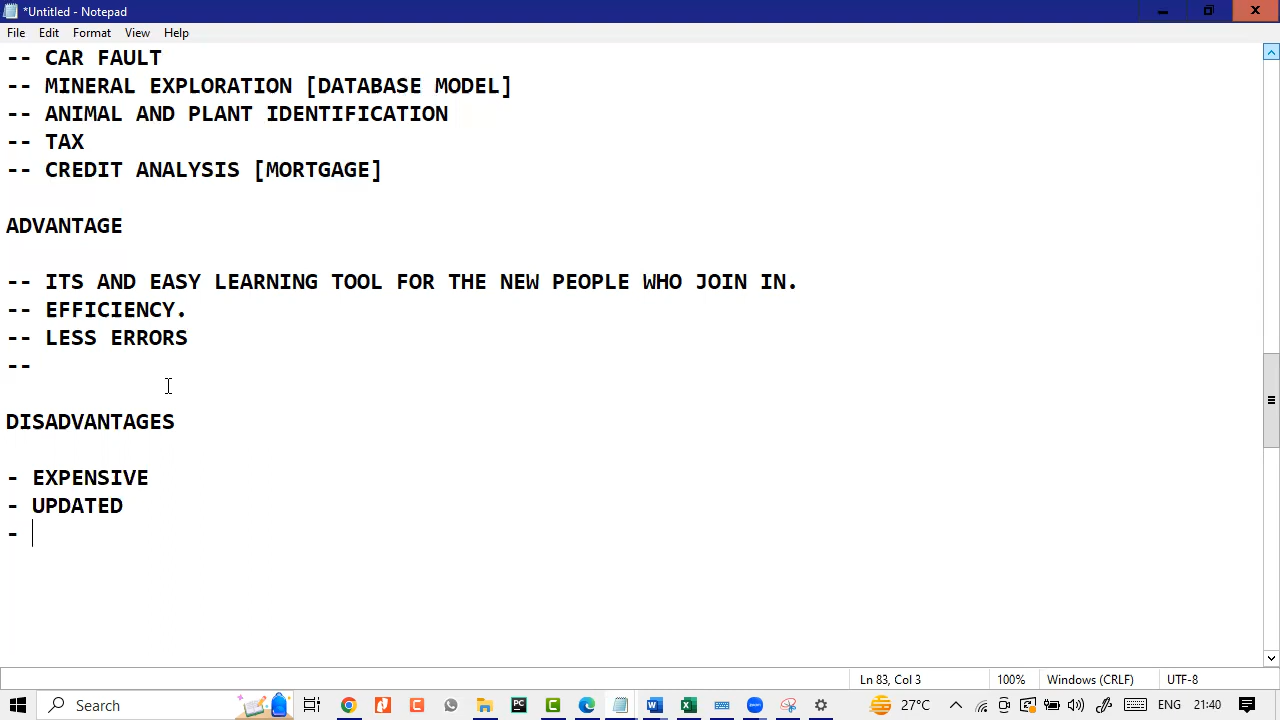 *Untitled - Notepad
File Edit Format View Help
-- CAR FAULT
-- MINERAL EXPLORATION [DATABASE MODEL]
-- ANIMAL AND PLANT IDENTIFICATION
-- TAX
-- CREDIT ANALYSIS [MORTGAGE]
ADVANTAGE
-- ITS AND EASY LEARNING TOOL FOR THE NEW PEOPLE WHO JOIN IN.
-- EFFICIENCY.
-- LESS ERRORS
--
DISADVANTAGES
- EXPENSIVE
- UPDATED
-
Ln 83, Col 3 100% Windows (CRLF) UTF-8
Search 27°C ENG 21:40